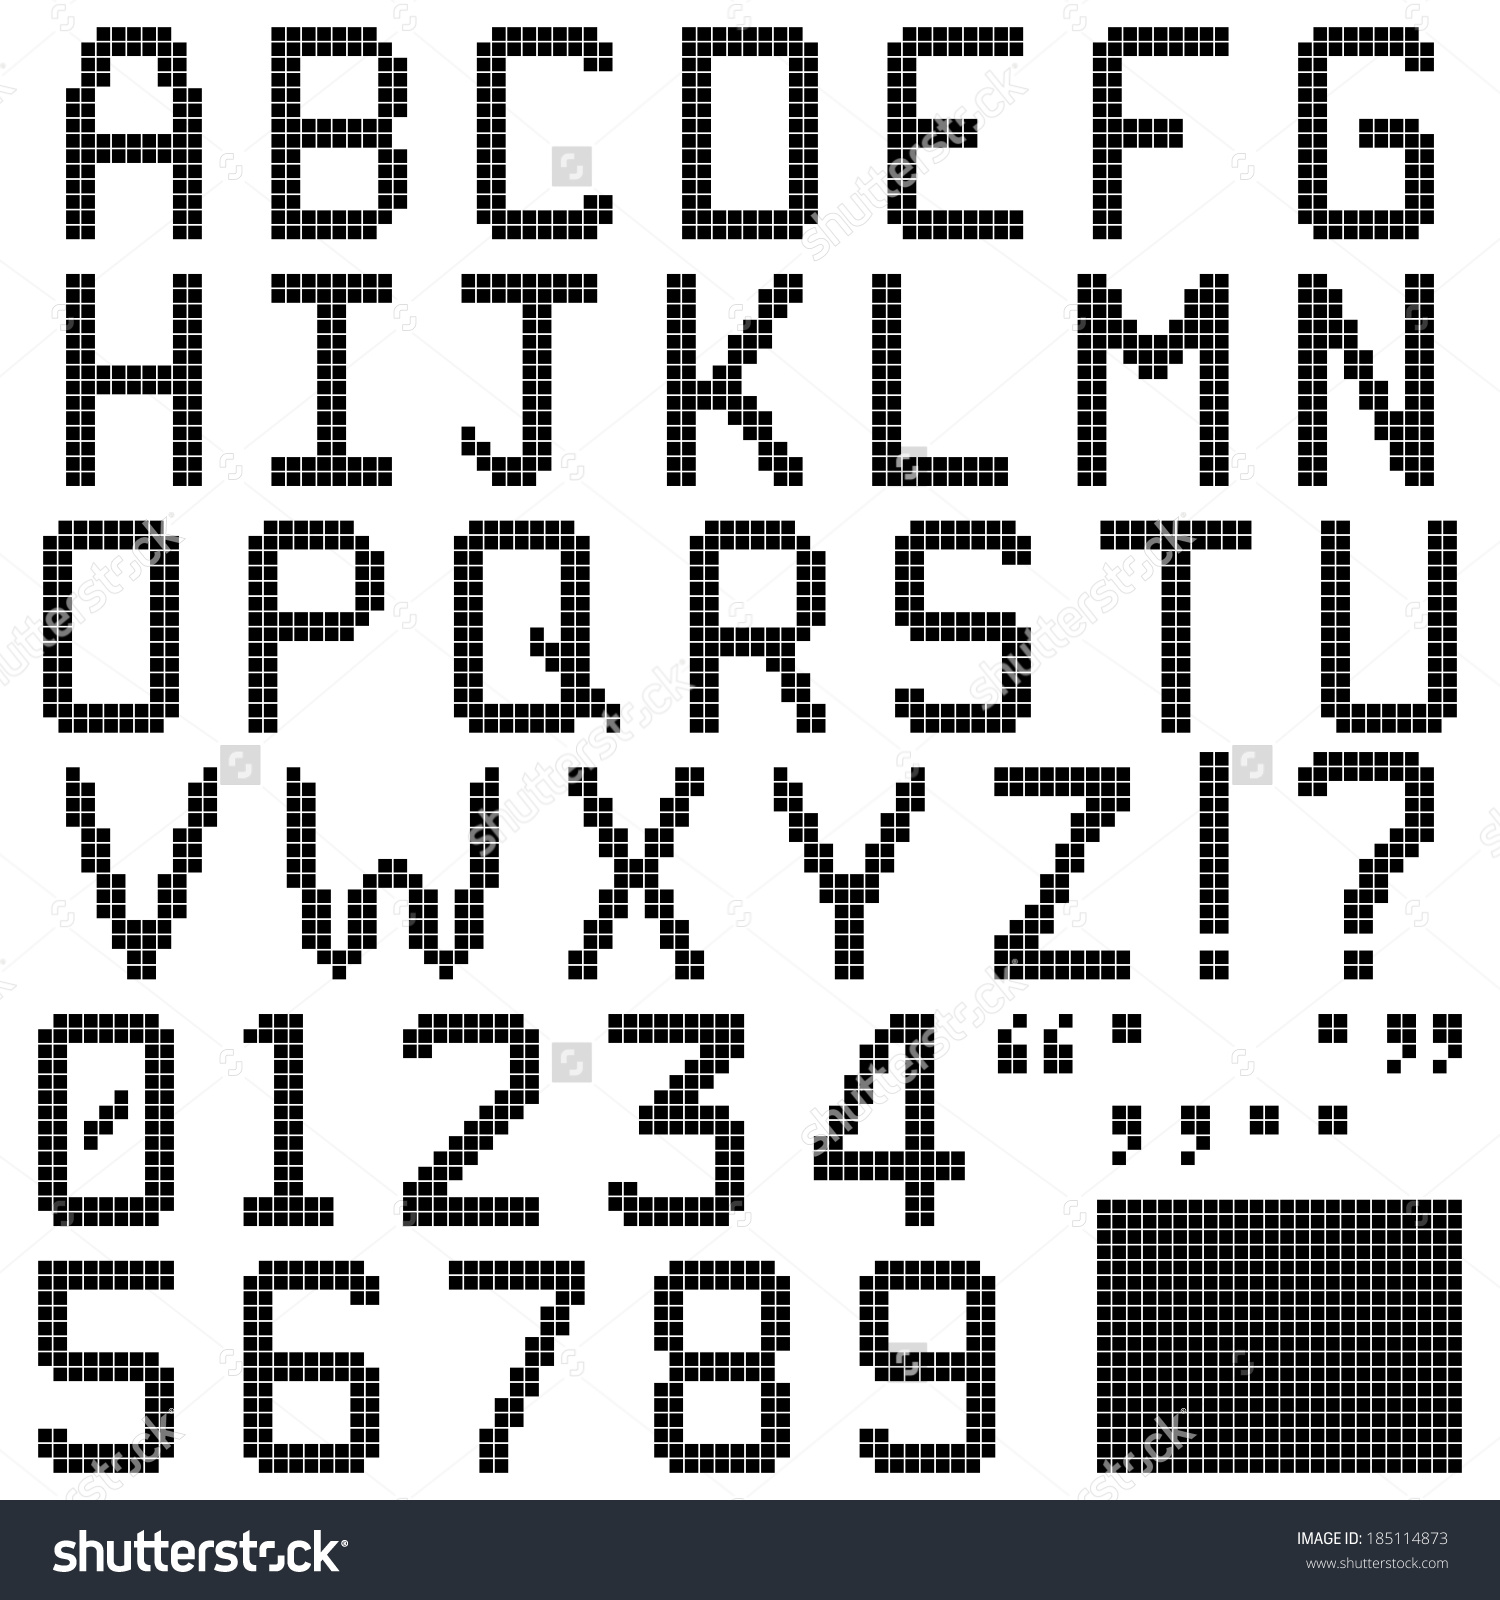 ABCDEFG
HIJKLMN
OPQRSTU
VWXYZ!?
01234“: ·”
;,..
56789
shutterstock
IMAGE ID: 185114873
www.shutterstock.com